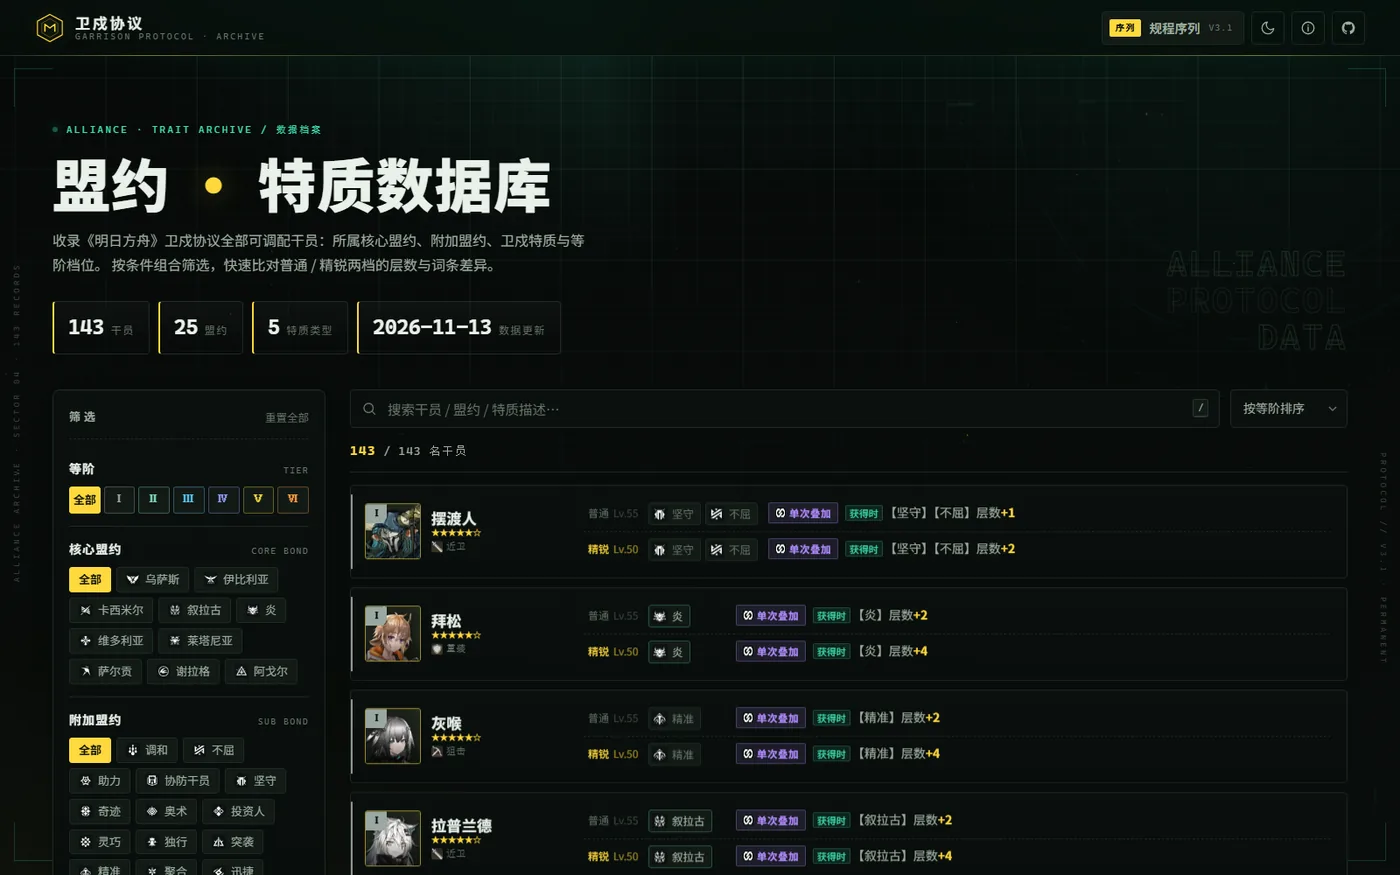 卫戍协议
GARRISON PROTOCOL · ARCHIVE
序列 规程序列 V3.1
ALLIANCE · TRAIT ARCHIVE / 数据档案
盟约 · 特质数据库
收录《明日方舟》卫戍协议全部可调配干员：所属核心盟约、附加盟约、卫戍特质与等
阶档位。 按条件组合筛选，快速比对普通 / 精锐两档的层数与词条差异。
143 干员 25 盟约 5 特质类型 2026-11-13 数据更新
ALLIANCE
PROTOCOL
DATA
ALLIANCE ARCHIVE · SECTOR 04 · 143 RECORDS
PROTOCOL // V3.1 · PERMANENT
筛选 重置全部
等阶 TIER
全部 I II III IV V VI
核心盟约 CORE BOND
全部 乌萨斯 伊比利亚
卡西米尔 叙拉古 炎
维多利亚 莱塔尼亚
萨尔贡 谢拉格 阿戈尔
附加盟约 SUB BOND
全部 调和 不屈
助力 协防干员 坚守
奇迹 奥术 投资人
灵巧 独行 突袭
精准 聚合 迅捷
搜索干员 / 盟约 / 特质描述… /
按等阶排序
143 / 143 名干员
I 摆渡人
★★★★★☆
近卫
普通 Lv.55 坚守 不屈 单次叠加 获得时 【坚守】【不屈】层数+1
精锐 Lv.50 坚守 不屈 单次叠加 获得时 【坚守】【不屈】层数+2
I 拜松
★★★★★☆
重装
普通 Lv.55 炎 单次叠加 获得时 【炎】层数+2
精锐 Lv.50 炎 单次叠加 获得时 【炎】层数+4
I 灰喉
★★★★★☆
狙击
普通 Lv.55 精准 单次叠加 获得时 【精准】层数+2
精锐 Lv.50 精准 单次叠加 获得时 【精准】层数+4
I 拉普兰德
★★★★★☆
近卫
普通 Lv.55 叙拉古 单次叠加 获得时 【叙拉古】层数+2
精锐 Lv.50 叙拉古 单次叠加 获得时 【叙拉古】层数+4